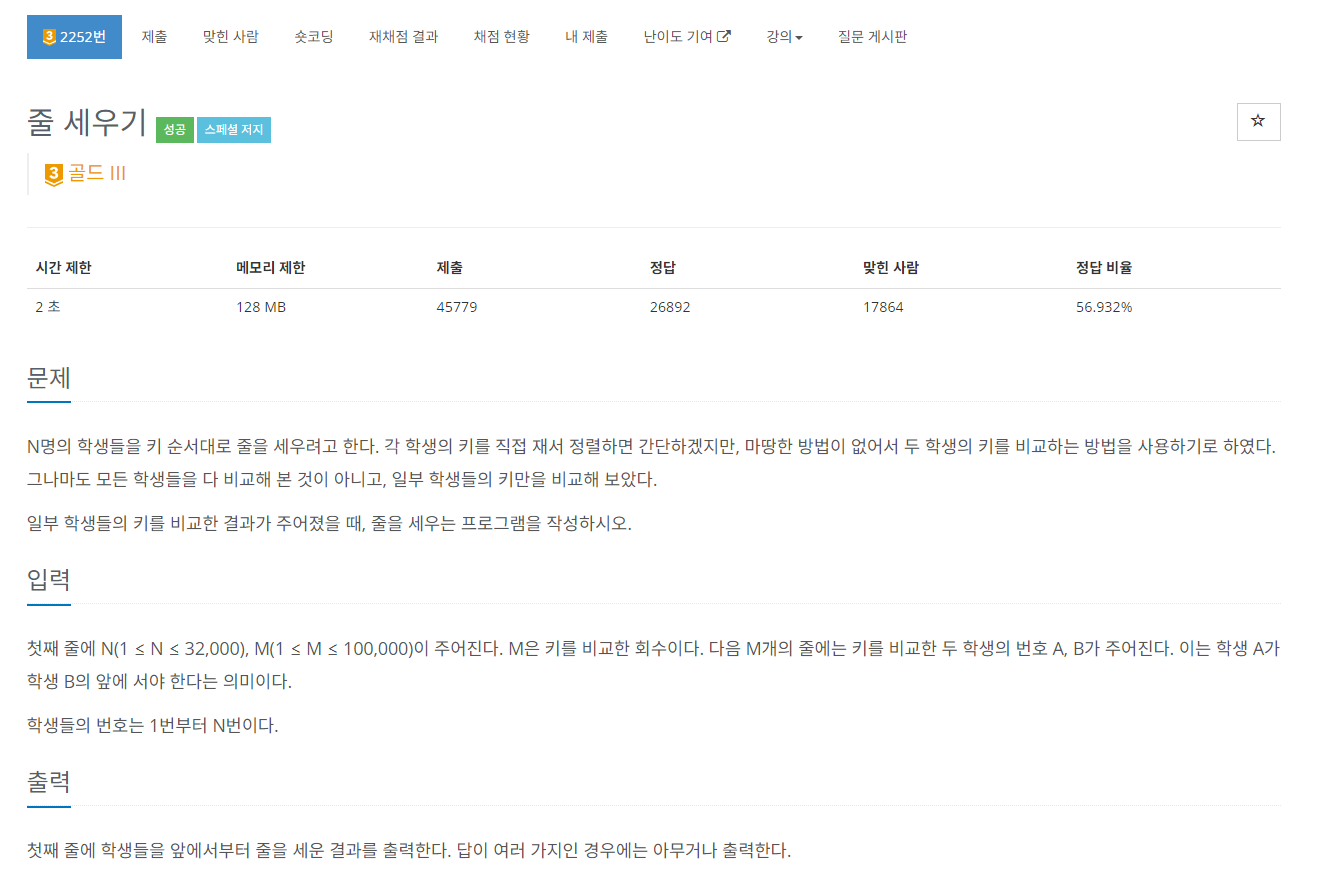 3 2252번 제출 맞힌 사람 숏코딩 재채점 결과 채점 현황 내 제출 난이도 기여 강의 질문 게시판
줄 세우기 성공 스페셜 저지
3 골드 III
시간 제한 메모리 제한 제출 정답 맞힌 사람 정답 비율
2 초 128 MB 45779 26892 17864 56.932%
문제
N명의 학생들을 키 순서대로 줄을 세우려고 한다. 각 학생의 키를 직접 재서 정렬하면 간단하겠지만, 마땅한 방법이 없어서 두 학생의 키를 비교하는 방법을 사용하기로 하였다.
그나마도 모든 학생들을 다 비교해 본 것이 아니고, 일부 학생들의 키만을 비교해 보았다.
일부 학생들의 키를 비교한 결과가 주어졌을 때, 줄을 세우는 프로그램을 작성하시오.
입력
첫째 줄에 N(1 ≤ N ≤ 32,000), M(1 ≤ M ≤ 100,000)이 주어진다. M은 키를 비교한 회수이다. 다음 M개의 줄에는 키를 비교한 두 학생의 번호 A, B가 주어진다. 이는 학생 A가
학생 B의 앞에 서야 한다는 의미이다.
학생들의 번호는 1번부터 N번이다.
출력
첫째 줄에 학생들을 앞에서부터 줄을 세운 결과를 출력한다. 답이 여러 가지인 경우에는 아무거나 출력한다.